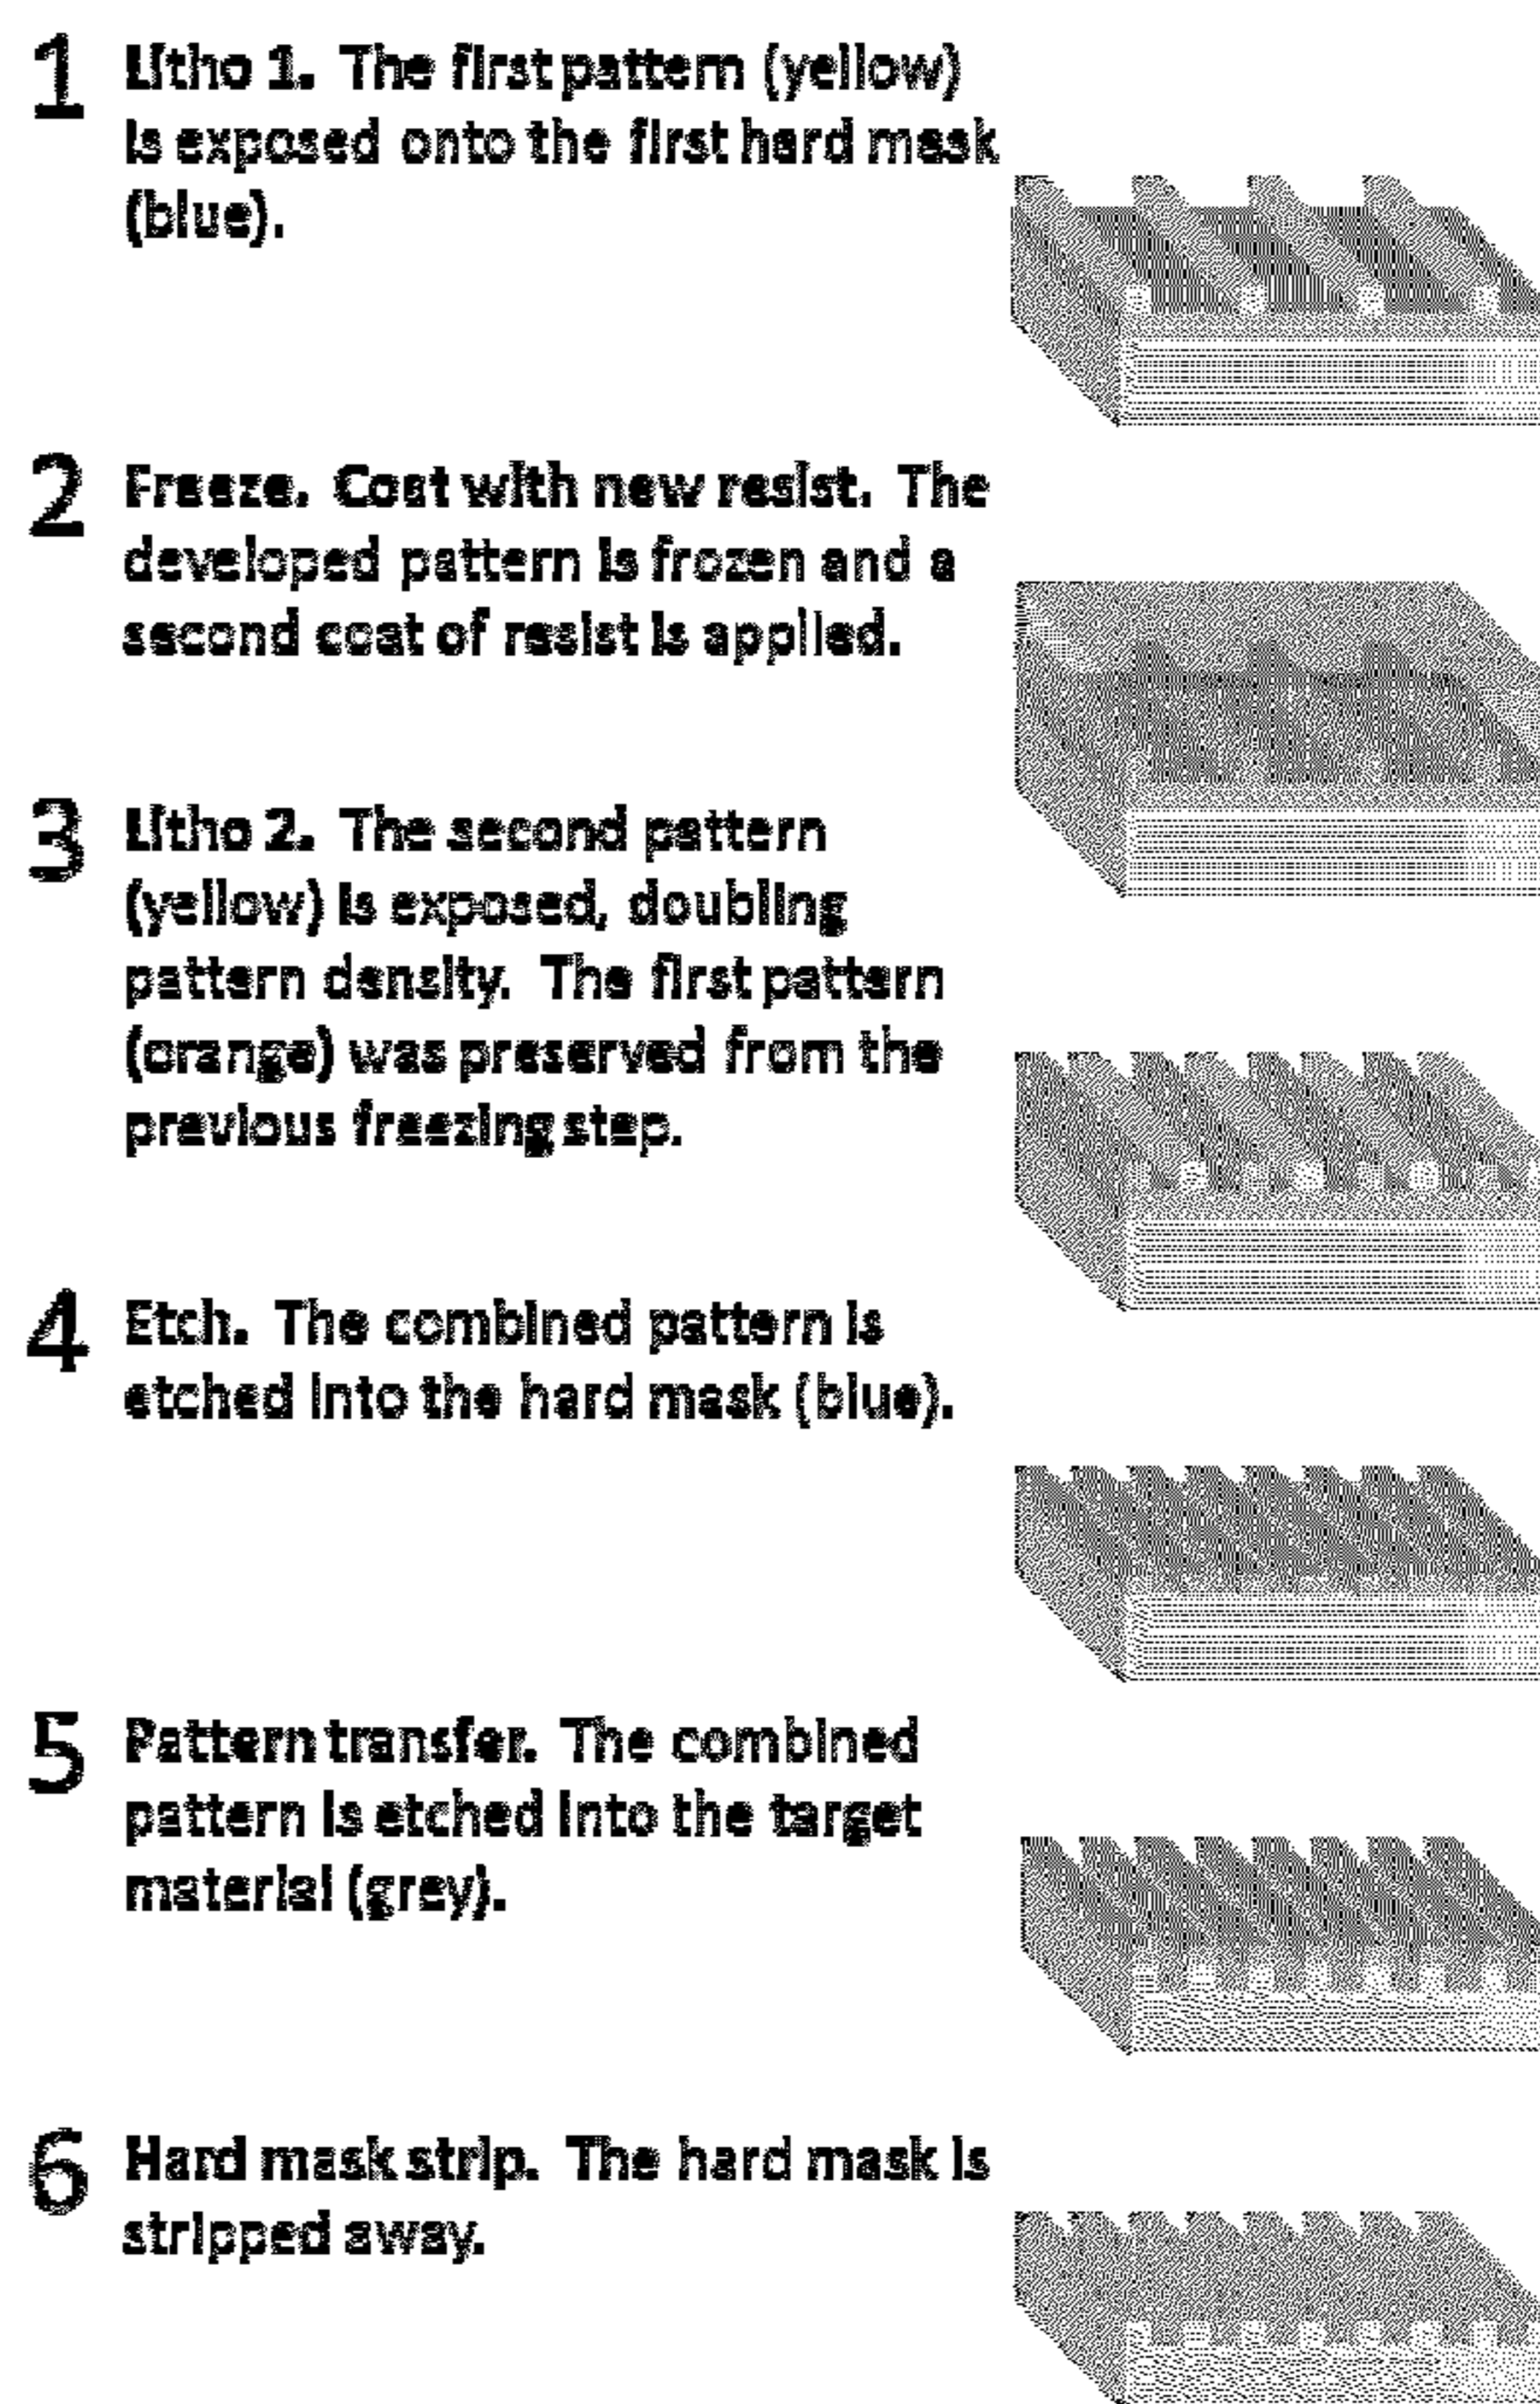 1 Litho 1. The first pattern (yellow)
is exposed onto the first hard mask
(blue).
2 Freeze. Coat with new resist. The
developed pattern is frozen and a
second coat of resist is applied.
3 Litho 2. The second pattern
(yellow) is exposed, doubling
pattern density. The first pattern
(orange) was preserved from the
previous freezing step.
4 Etch. The combined pattern is
etched into the hard mask (blue).
5 Pattern transfer. The combined
pattern is etched into the target
material (grey).
6 Hard mask strip. The hard mask is
stripped away.